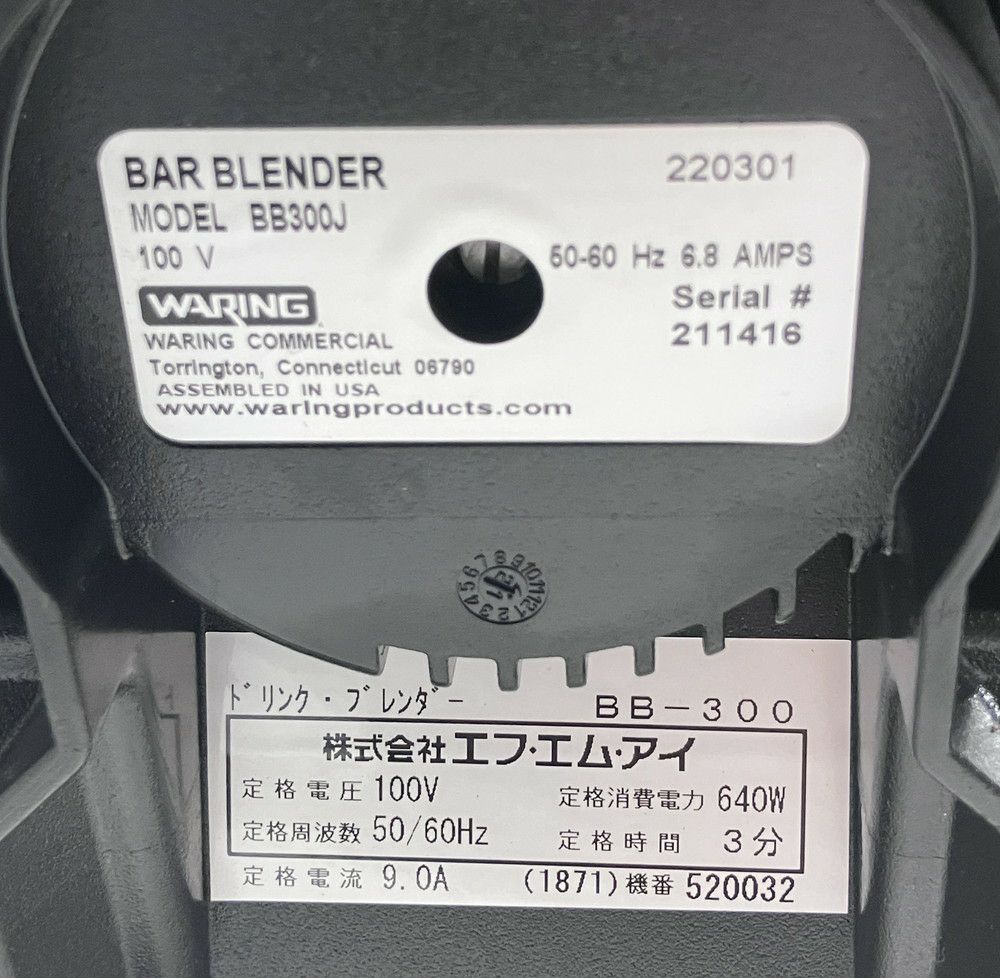 BAR BLENDER 220301
MODEL BB300J
100 V 50-60 Hz 6.8 AMPS
WARING Serial #
WARING COMMERCIAL 211416
Torrington, Connecticut 06790
ASSEMBLED IN USA
www.waringproducts.com
ドリンク・ブレンダー BB-300
株式会社エフ・エム・アイ
定格電圧 100V 定格消費電力 640W
定格周波数 50/60Hz 定格時間 3分
定格電流 9.0A (1871)機番 520032